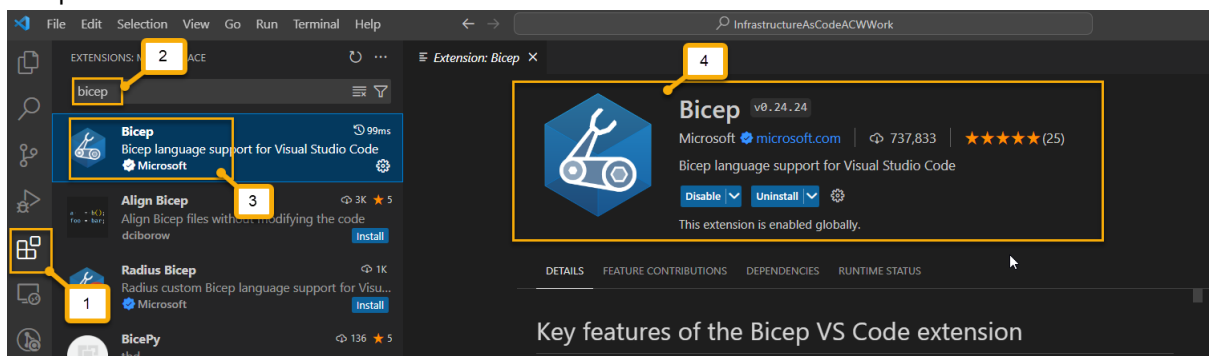 File Edit Selection View Go Run Terminal Help
InfrastructureAsCodeACWWork
EXTENSIONS: M ACE
2
bicep
Bicep
99ms
Bicep language support for Visual Studio Code
Microsoft
3
Align Bicep
3K ★ 5
Align Bicep files without modifying the code
dciborow
Install
Radius Bicep
1K
Radius custom Bicep language support for Visu...
Microsoft
Install
1
BicePy
136 ★ 5
Extension: Bicep
4
Bicep v0.24.24
Microsoft microsoft.com 737,833 ★★★★★(25)
Bicep language support for Visual Studio Code
Disable Uninstall
This extension is enabled globally.
DETAILS FEATURE CONTRIBUTIONS DEPENDENCIES RUNTIME STATUS
Key features of the Bicep VS Code extension